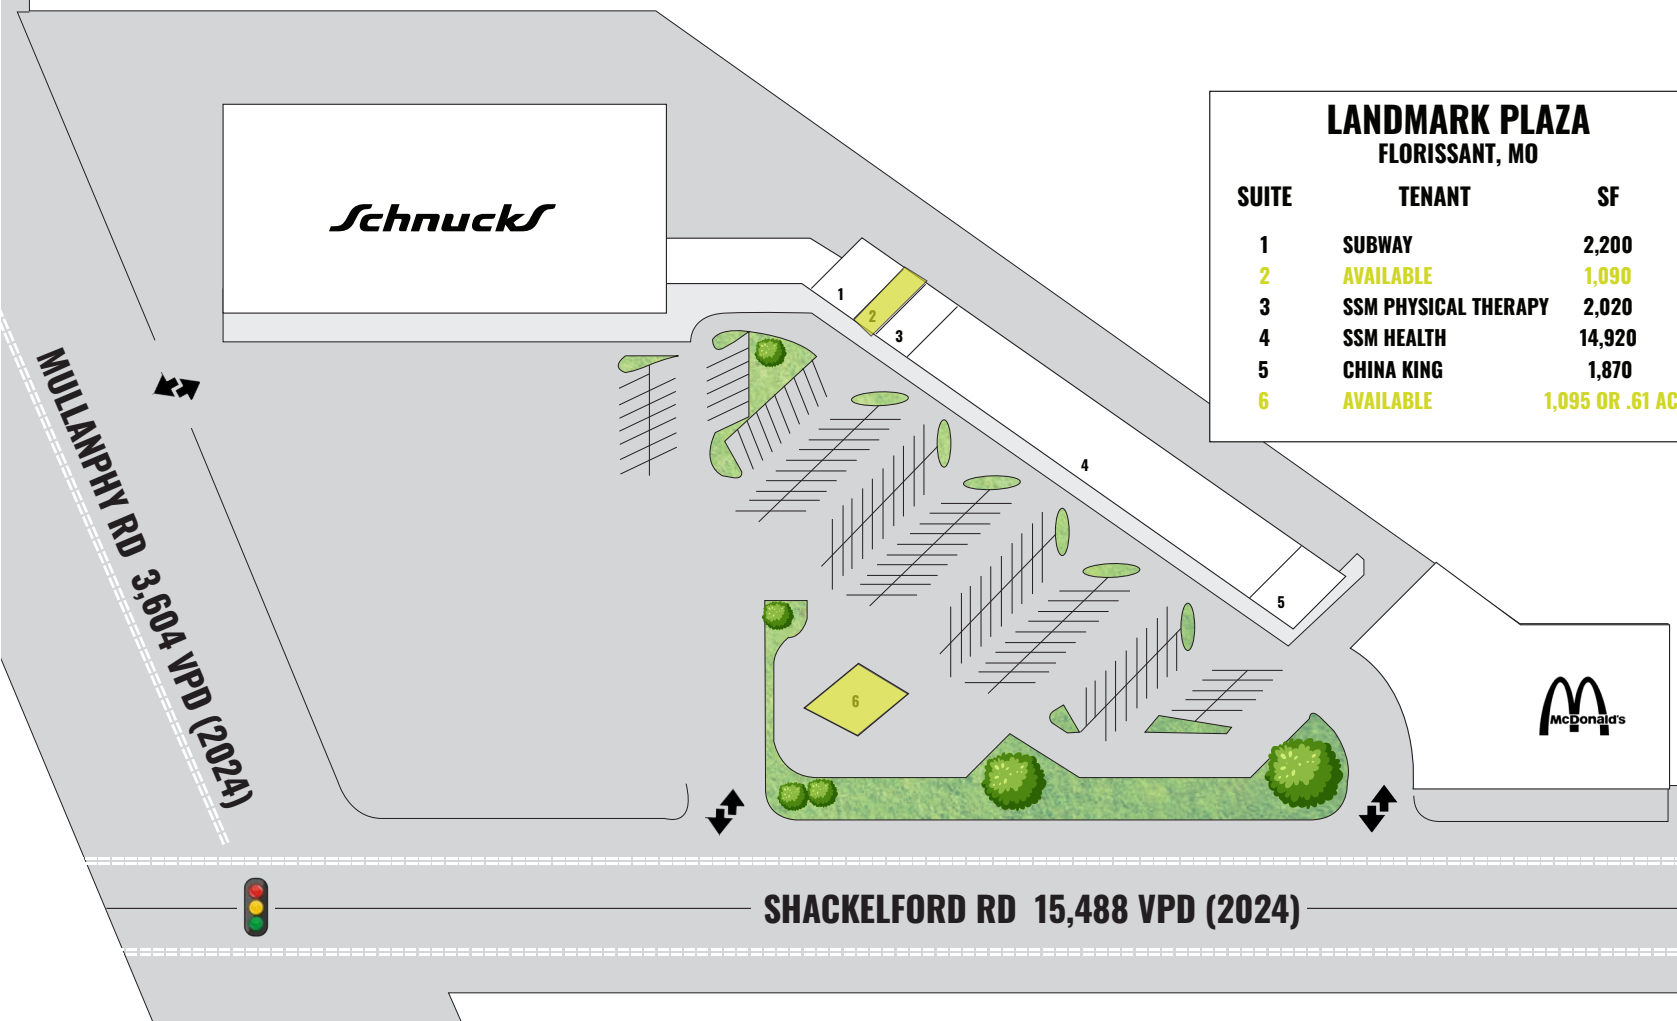 LANDMARK PLAZA
FLORISSANT, MO
SUITE TENANT SF
1 SUBWAY 2,200
2 AVAILABLE 1,090
3 SSM PHYSICAL THERAPY 2,020
4 SSM HEALTH 14,920
5 CHINA KING 1,870
6 AVAILABLE 1,095 OR .61 AC
Schnucks
1
2
3
4
5
6
McDonald's
MULLANPHY RD 3,604 VPD (2024)
SHACKELFORD RD 15,488 VPD (2024)